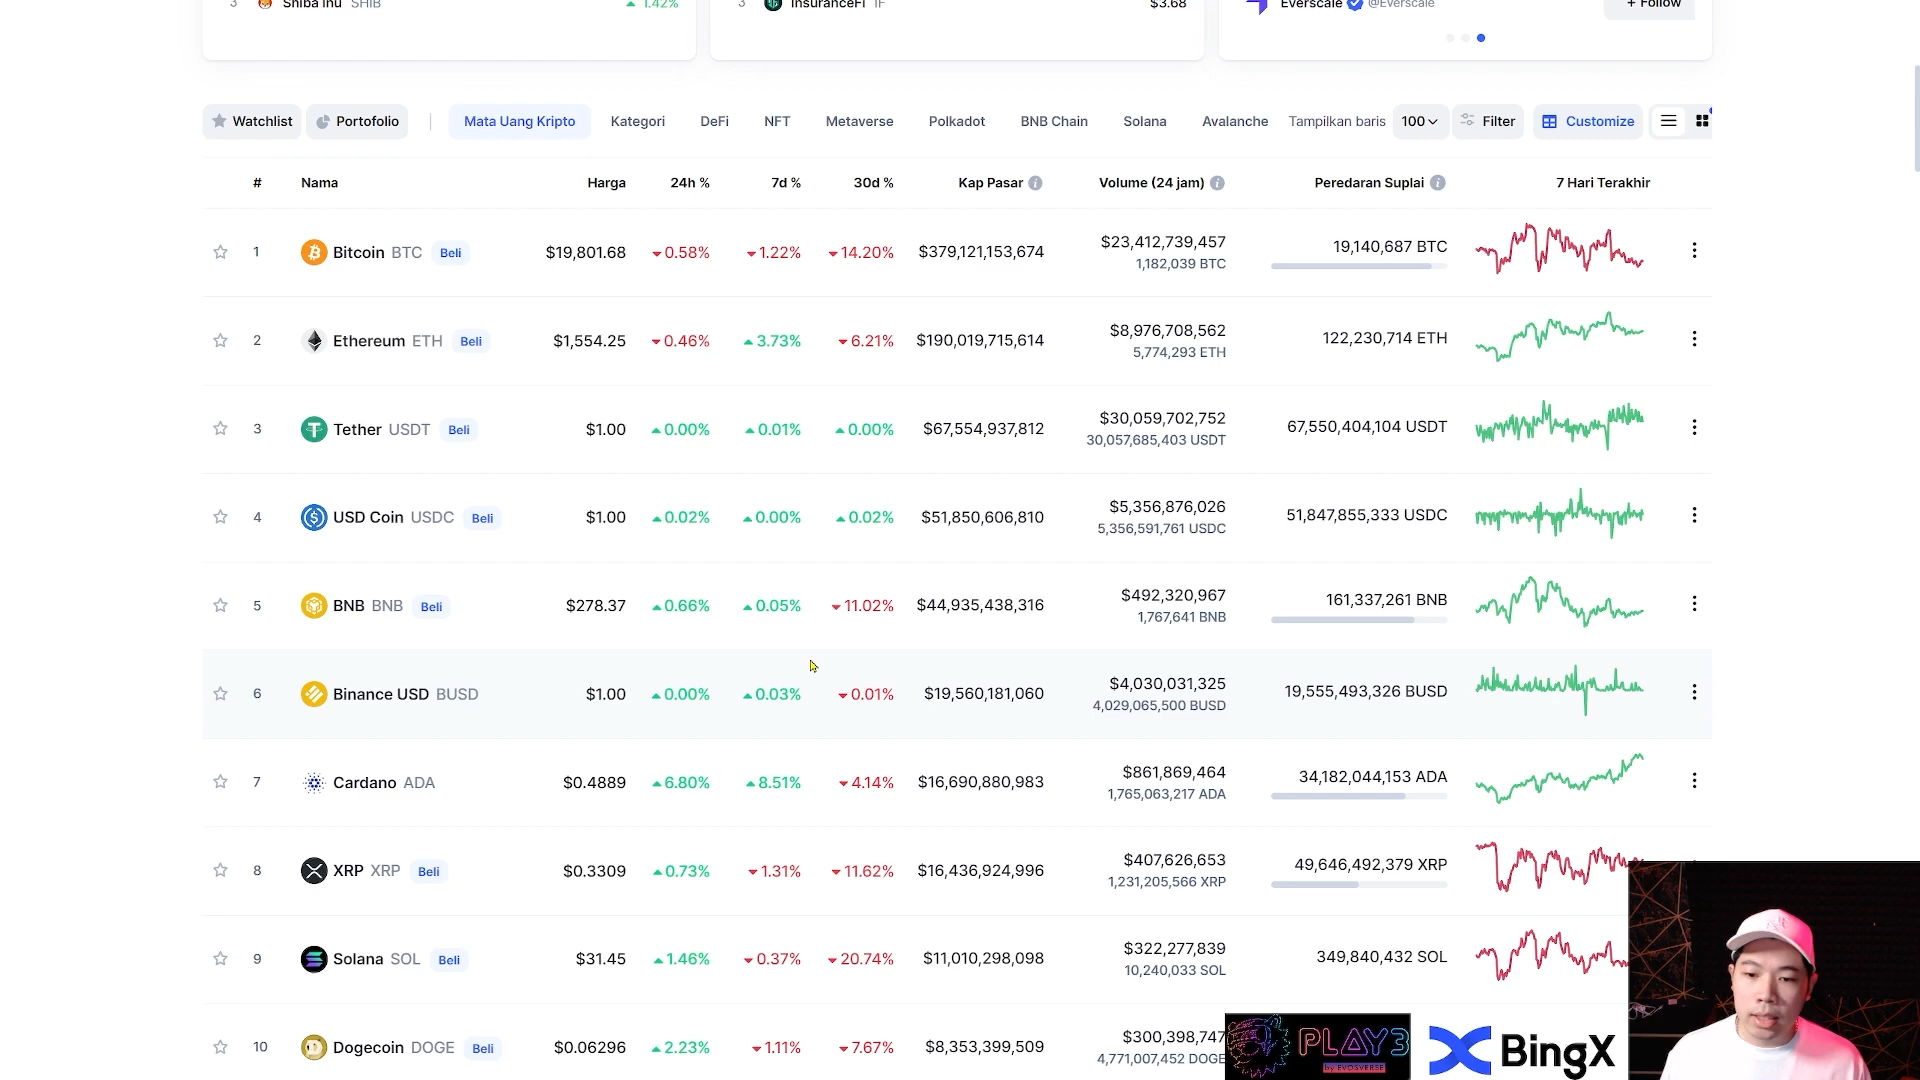 3 Shiba Inu SHIB 1.42%
3 InsuranceFi IF $3.68
Everscale @Everscale + Follow
Watchlist Portofolio Mata Uang Kripto Kategori DeFi NFT Metaverse Polkadot BNB Chain Solana Avalanche Tampilkan baris 100 Filter Customize
# Nama Harga 24h % 7d % 30d % Kap Pasar Volume (24 jam) Peredaran Suplai 7 Hari Terakhir
1 Bitcoin BTC Beli $19,801.68 0.58% 1.22% 14.20% $379,121,153,674 $23,412,739,457 19,140,687 BTC
1,182,039 BTC
2 Ethereum ETH Beli $1,554.25 0.46% 3.73% 6.21% $190,019,715,614 $8,976,708,562 122,230,714 ETH
5,774,293 ETH
3 Tether USDT Beli $1.00 0.00% 0.01% 0.00% $67,554,937,812 $30,059,702,752 67,550,404,104 USDT
30,057,685,403 USDT
4 USD Coin USDC Beli $1.00 0.02% 0.00% 0.02% $51,850,606,810 $5,356,876,026 51,847,855,333 USDC
5,356,591,761 USDC
5 BNB BNB Beli $278.37 0.66% 0.05% 11.02% $44,935,438,316 $492,320,967 161,337,261 BNB
1,767,641 BNB
6 Binance USD BUSD $1.00 0.00% 0.03% 0.01% $19,560,181,060 $4,030,031,325 19,555,493,326 BUSD
4,029,065,500 BUSD
7 Cardano ADA $0.4889 6.80% 8.51% 4.14% $16,690,880,983 $861,869,464 34,182,044,153 ADA
1,765,063,217 ADA
8 XRP XRP Beli $0.3309 0.73% 1.31% 11.62% $16,436,924,996 $407,626,653 49,646,492,379 XRP
1,231,205,566 XRP
9 Solana SOL Beli $31.45 1.46% 0.37% 20.74% $11,010,298,098 $322,277,839 349,840,432 SOL
10,240,033 SOL
10 Dogecoin DOGE Beli $0.06296 2.23% 1.11% 7.67% $8,353,399,509 $300,398,747
4,771,007,452 DOGE
PLAY3
by EVOSVERSE
BingX